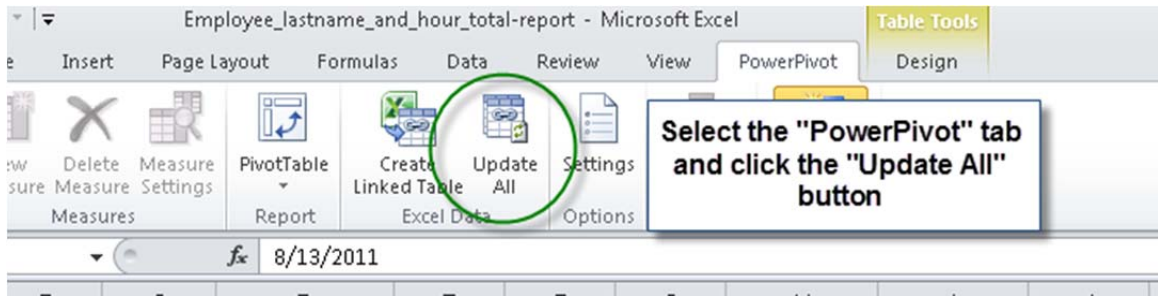 Employee_lastname_and_hour_total-report - Microsoft Excel Table Tools
Insert Page Layout Formulas Data Review View PowerPivot Design
Delete Measure Measure Settings PivotTable Create Linked Table Update All Settings
Measures Report Excel Data Options
Select the "PowerPivot" tab
and click the "Update All"
button
fx 8/13/2011